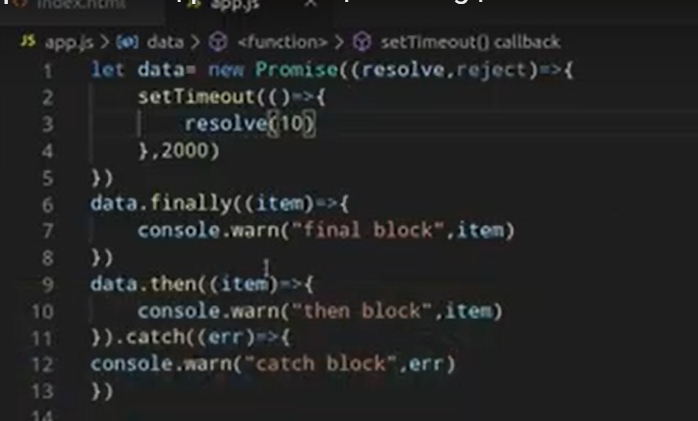 index.html
app.js
JS app.js > data > <function> > setTimeout() callback
1 let data= new Promise((resolve,reject)=>{
2 setTimeout(()=>{
3 resolve(10)
4 },2000)
5 })
6 data.finally((item)=>{
7 console.warn("final block",item)
8 })
9 data.then((item)=>{
10 console.warn("then block",item)
11 }).catch((err)=>{
12 console.warn("catch block",err)
13 })
14